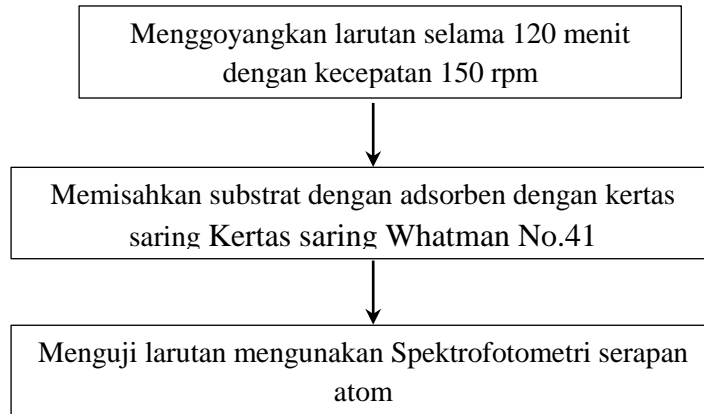 Menggoyangkan larutan selama 120 menit
dengan kecepatan 150 rpm
Memisahkan substrat dengan adsorben dengan kertas
saring Kertas saring Whatman No.41
Menguji larutan mengunakan Spektrofotometri serapan
atom